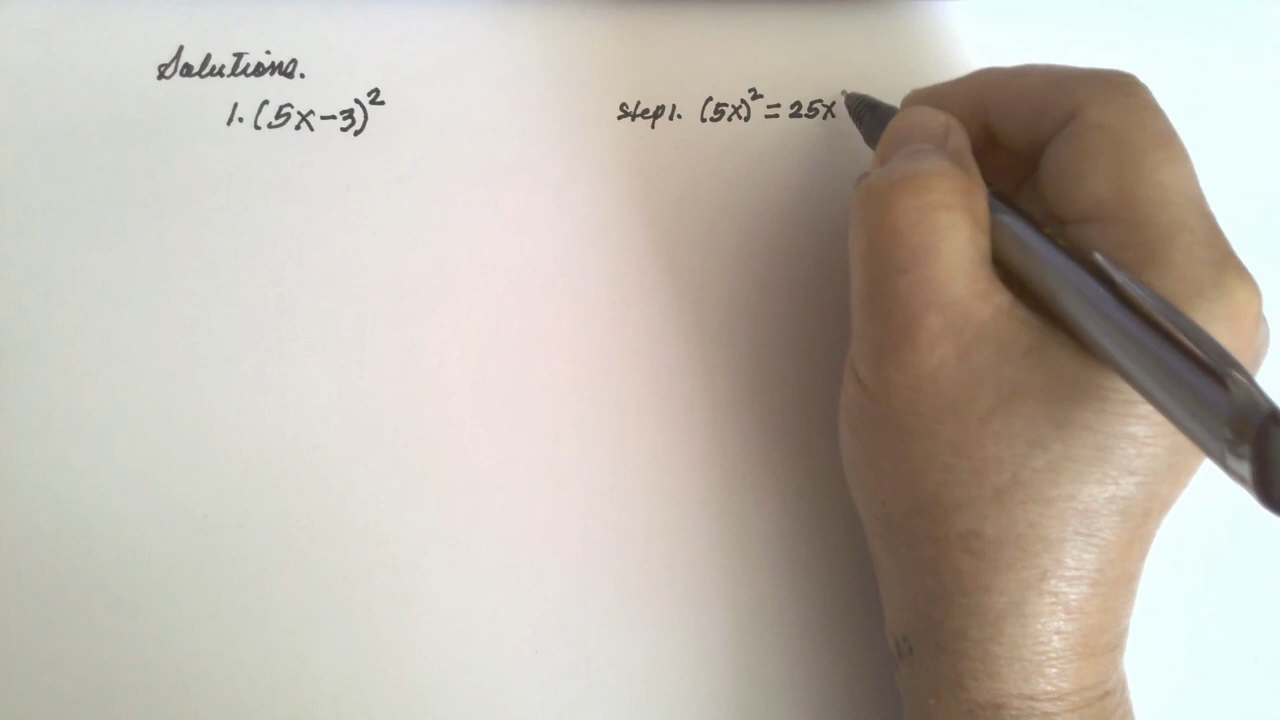 Solutions.
1. (5x-3)²
step1. (5x)² = 25x